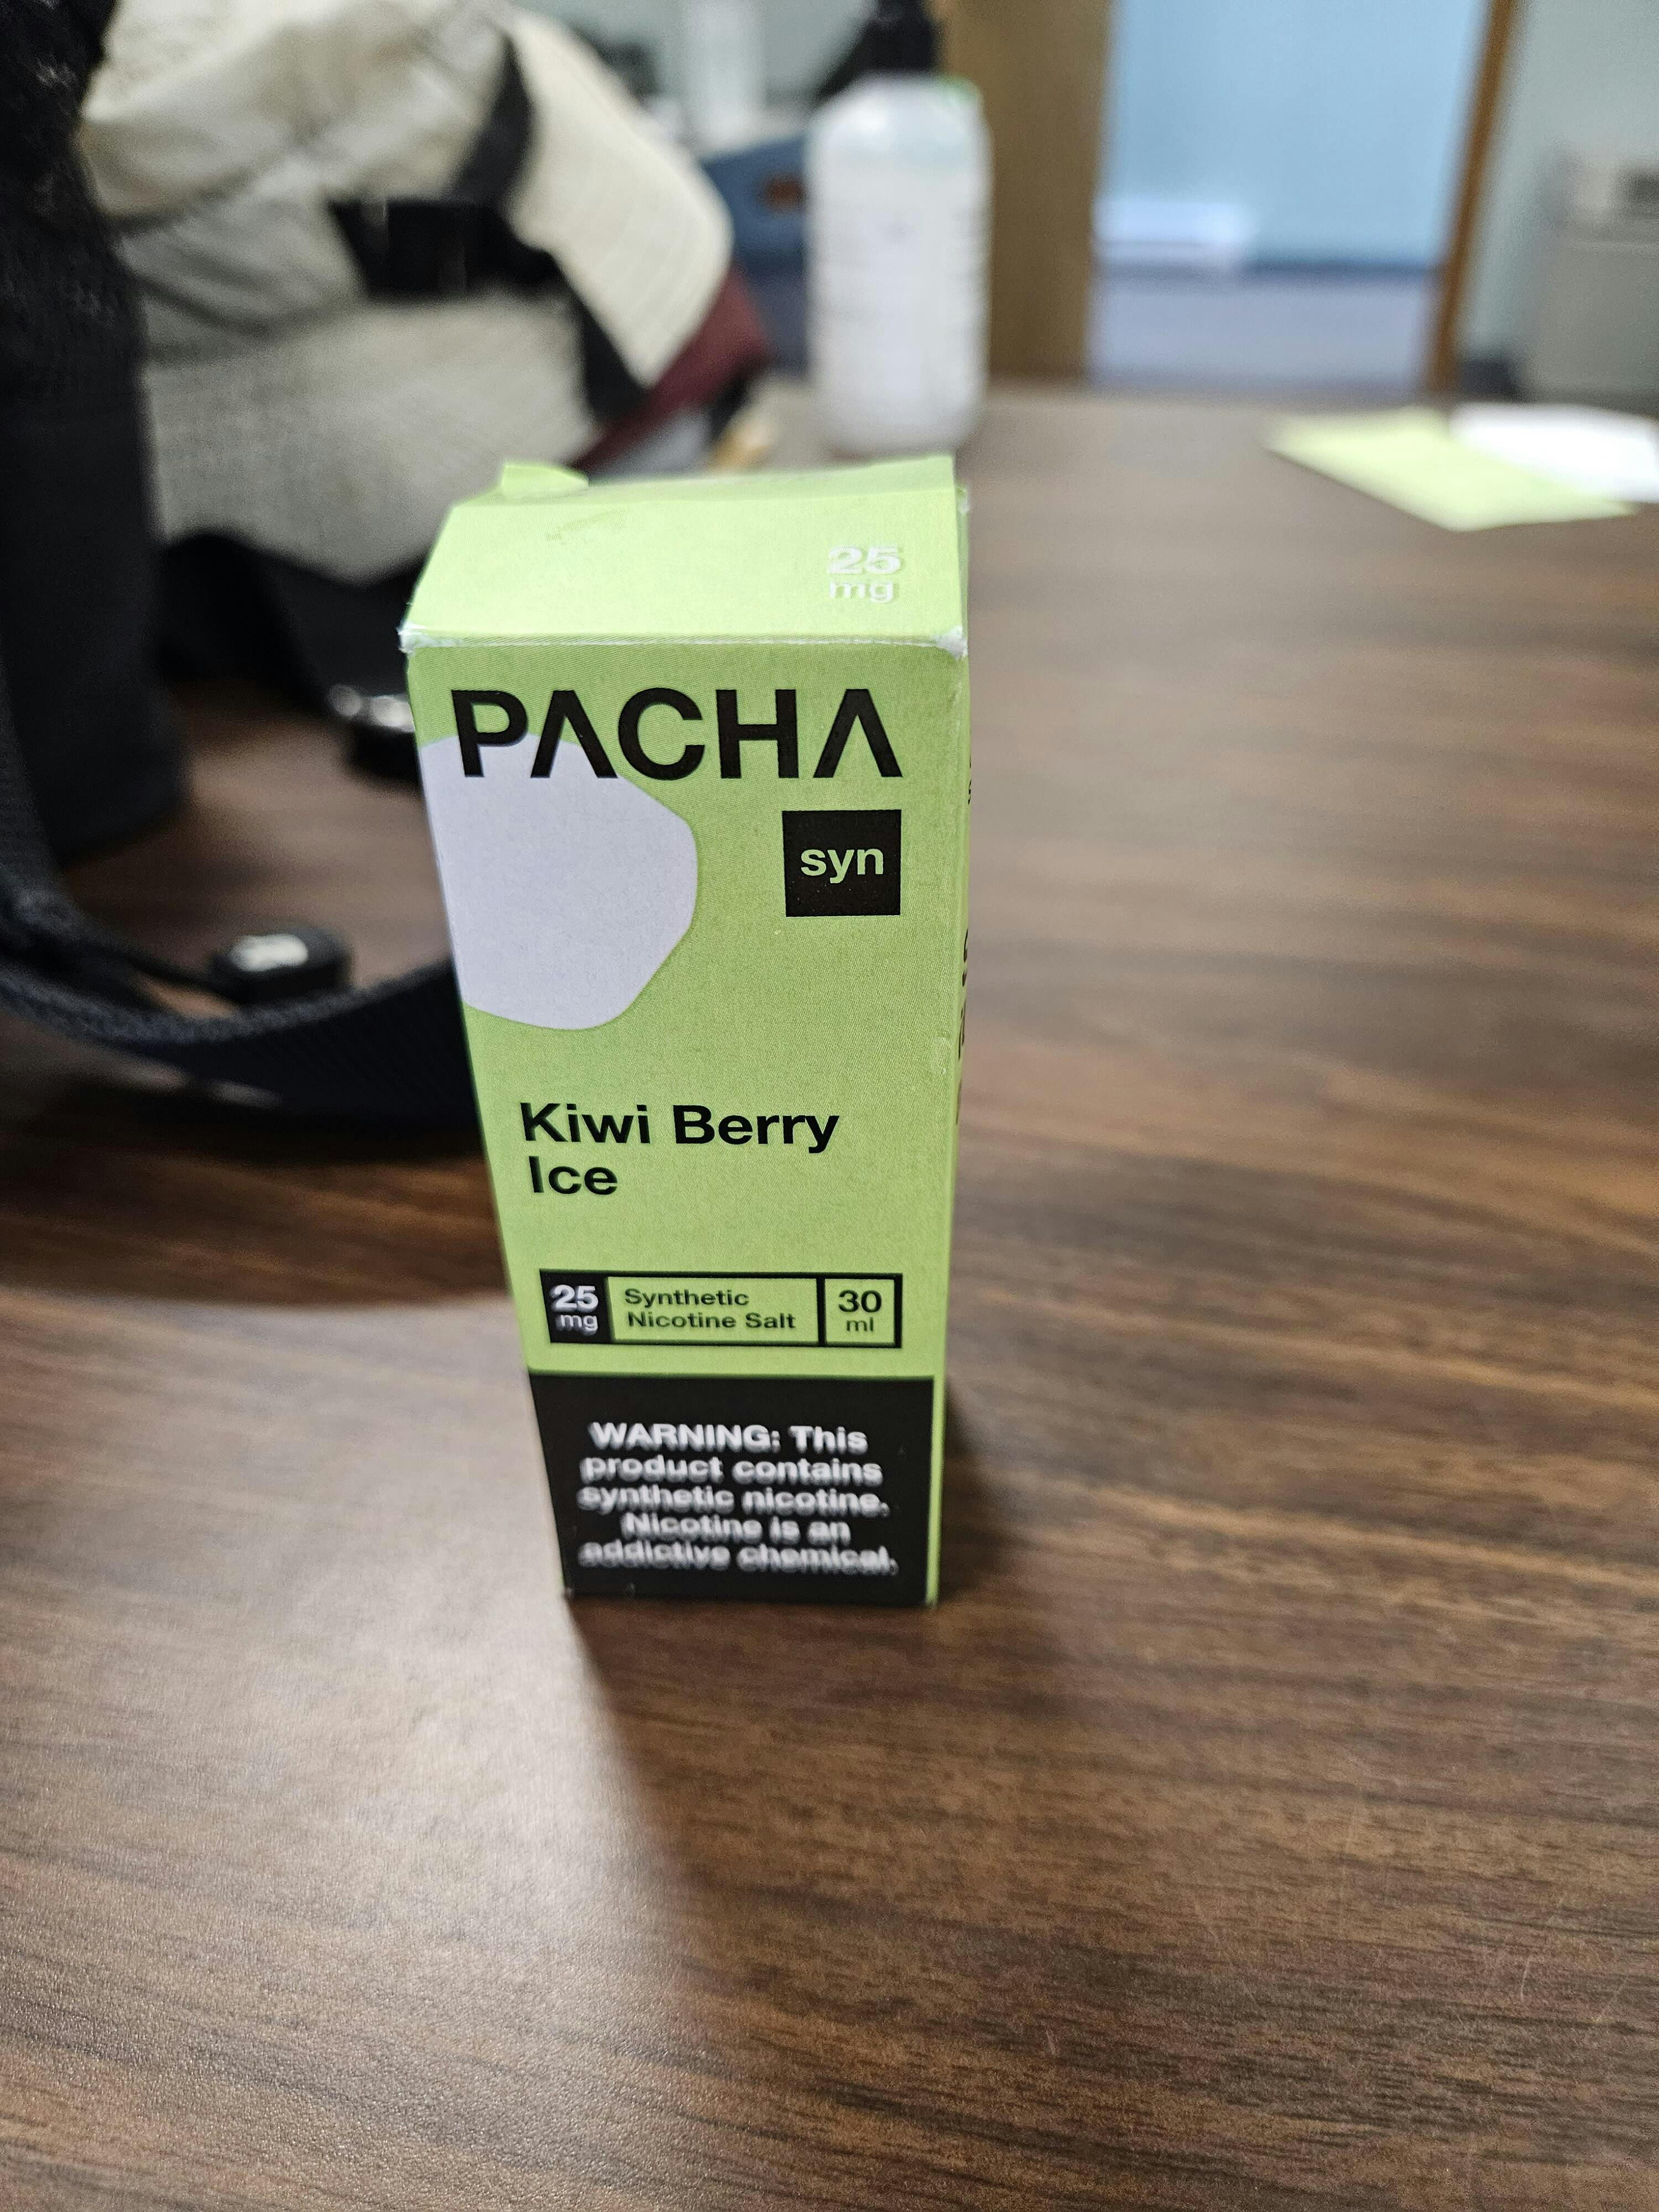 25
mg
PACHA
syn
Kiwi Berry
Ice
25
mg
Synthetic
Nicotine Salt
30
ml
WARNING: This
product contains
synthetic nicotine.
Nicotine is an
addictive chemical.